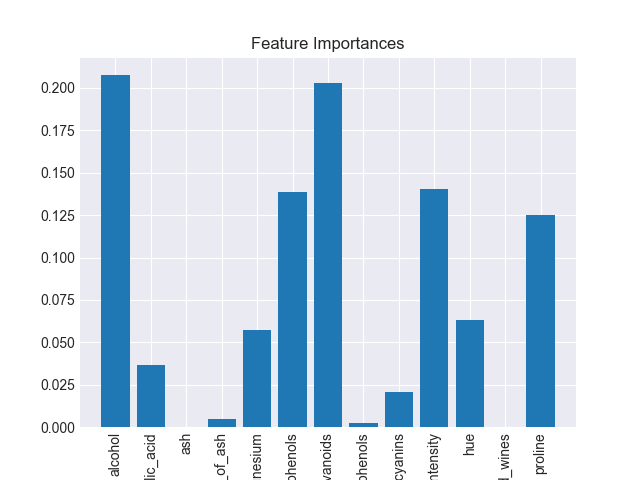 Feature Importances
0.200
0.175
0.150
0.125
0.100
0.075
0.050
0.025
0.000
alcohol
lic_acid
ash
_of_ash
nesium
phenols
vanoids
phenols
cyanins
ntensity
hue
d_wines
proline